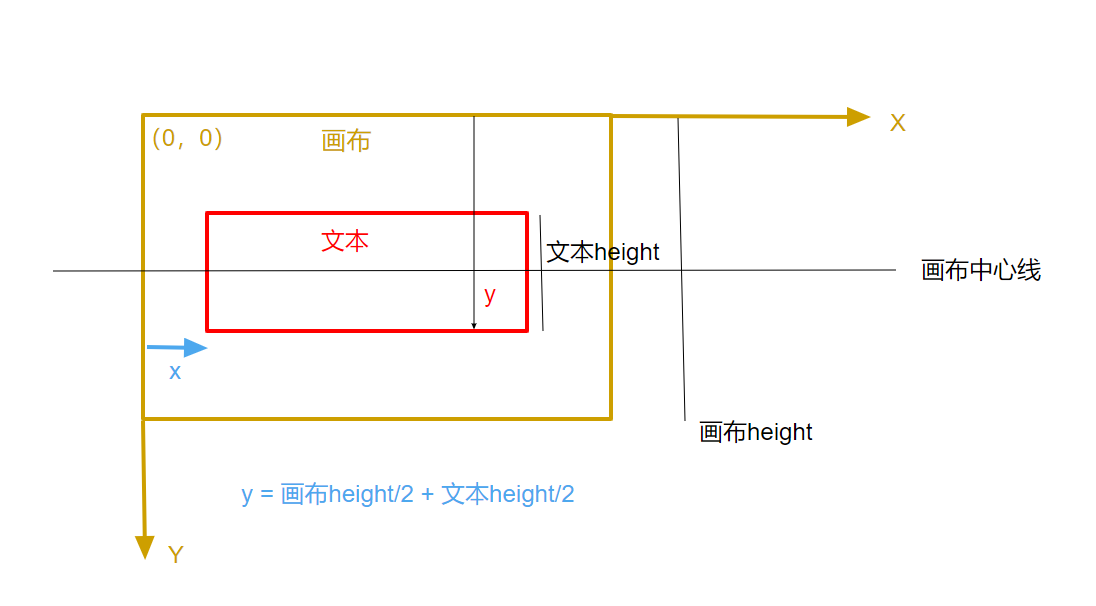 X
（0，0）
画布
文本
文本height
画布中心线
y
x
画布height
y = 画布height/2 + 文本height/2
Y